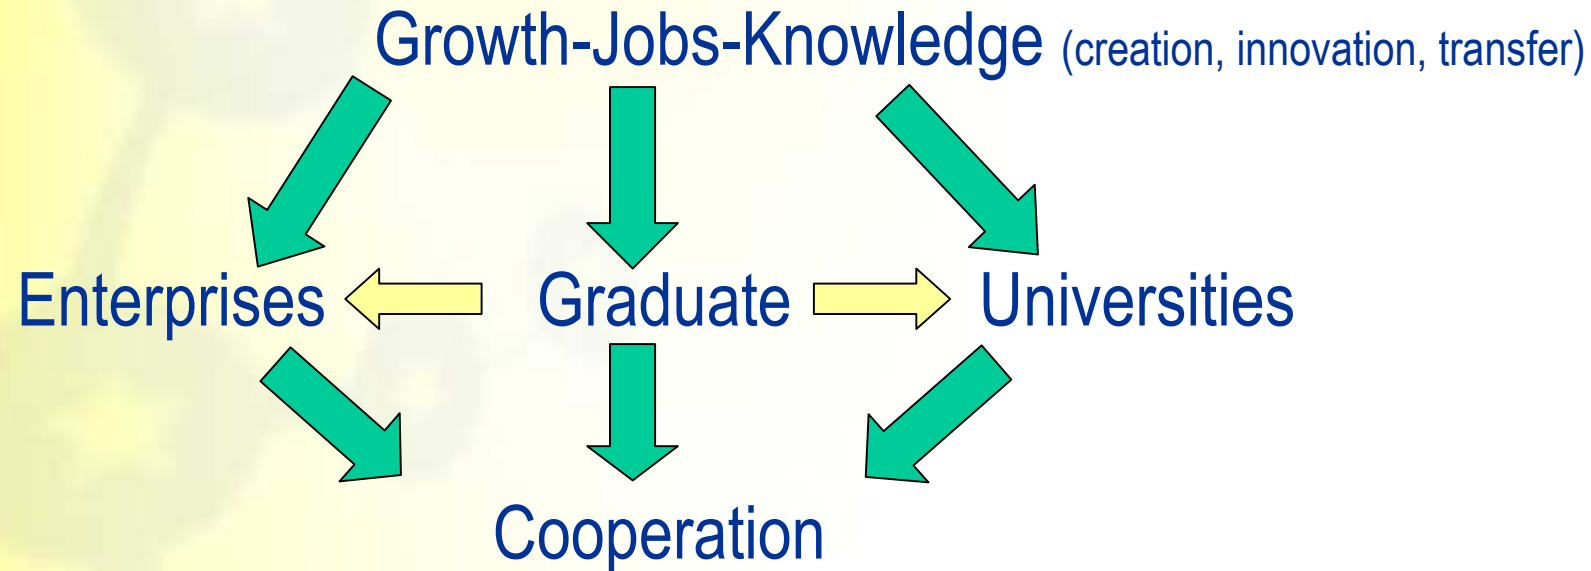 Growth-Jobs-Knowledge (creation, innovation, transfer)
Enterprises Graduate Universities
Cooperation